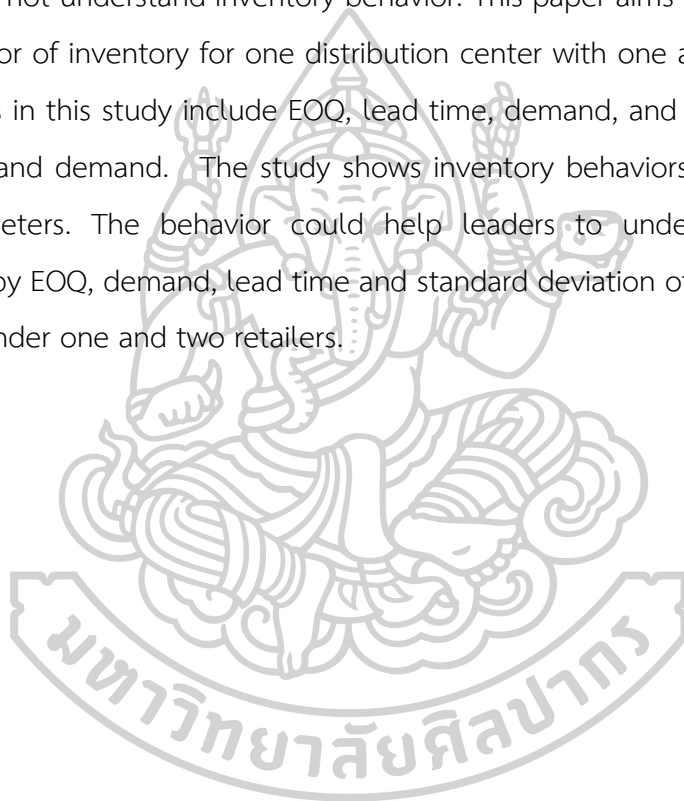 not understand inventory behavior. This paper aims
or of inventory for one distribution center with one a
s in this study include EOQ, lead time, demand, and
and demand. The study shows inventory behaviors
neters. The behavior could help leaders to unde
by EOQ, demand, lead time and standard deviation of
nder one and two retailers.
มหาวิทยาลัยศิลปากร